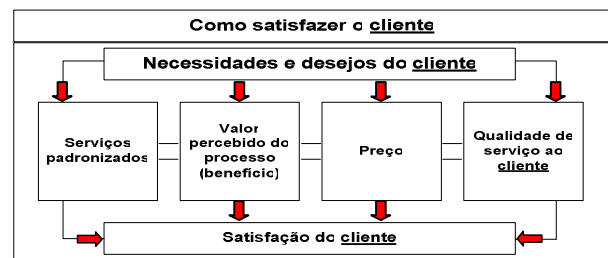 Como satisfazer o cliente
Necessidades e desejos do cliente
Serviços
padronizados
Valor
percebido do
processo
(benefício)
Preço
Qualidade de
serviço ao
cliente
Satisfação do cliente